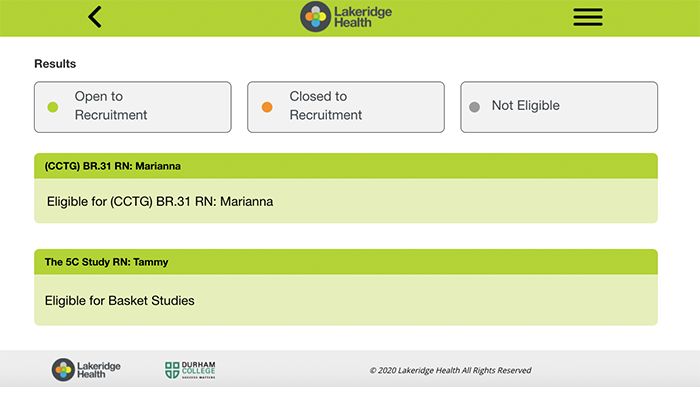 Lakeridge
Health
Results
Open to
Recruitment
Closed to
Recruitment
Not Eligible
(CCTG) BR.31 RN: Marianna
Eligible for (CCTG) BR.31 RN: Marianna
The 5C Study RN: Tammy
Eligible for Basket Studies
Lakeridge
Health
DURHAM
COLLEGE
SUCCESS MATTERS
© 2020 Lakeridge Health All Rights Reserved